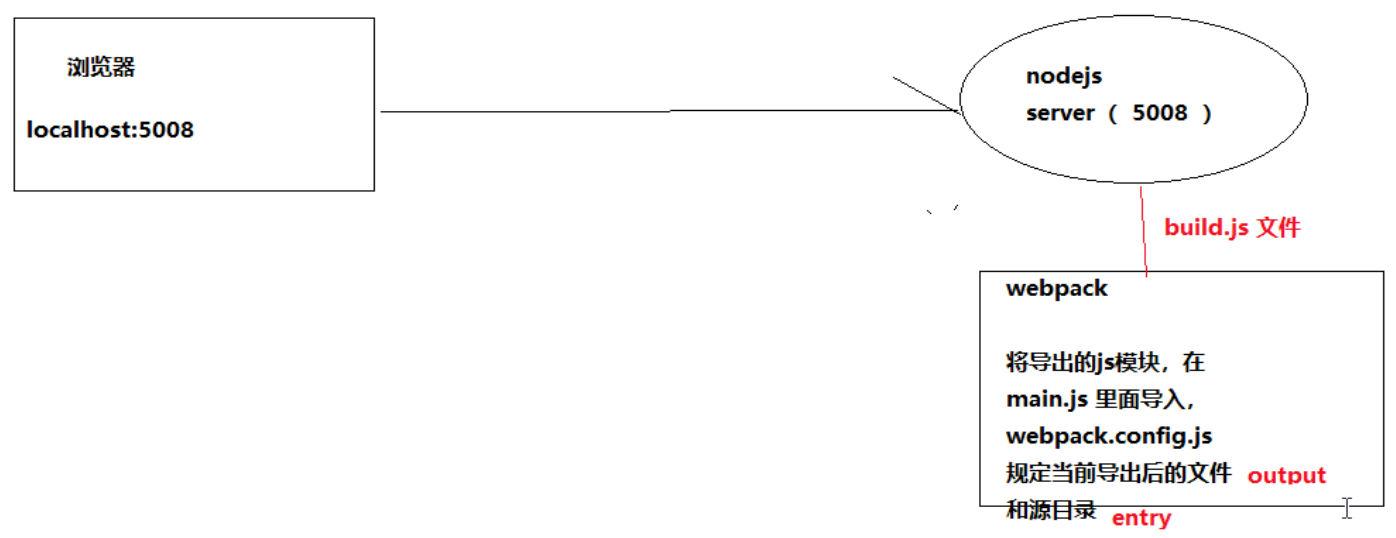 浏览器
localhost:5008
nodejs
server ( 5008 )
build.js 文件
webpack
将导出的js模块，在
main.js 里面导入，
webpack.config.js
规定当前导出后的文件 output
和源目录 entry